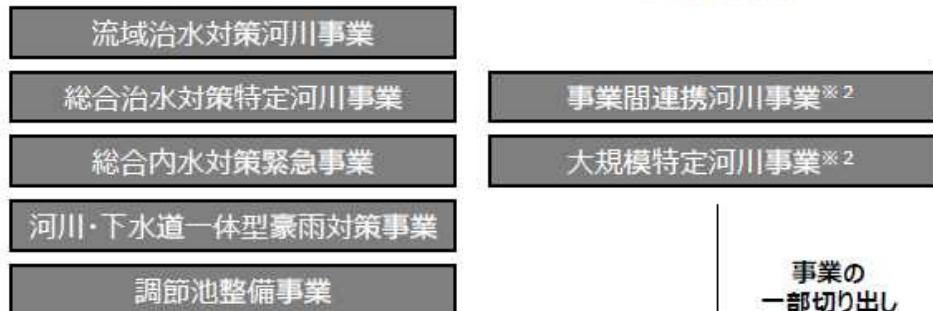 流域治水対策河川事業
総合治水対策特定河川事業
総合内水対策緊急事業
河川・下水道一体型豪雨対策事業
調節池整備事業
事業間連携河川事業※2
大規模特定河川事業※2
事業の
一部切り出し